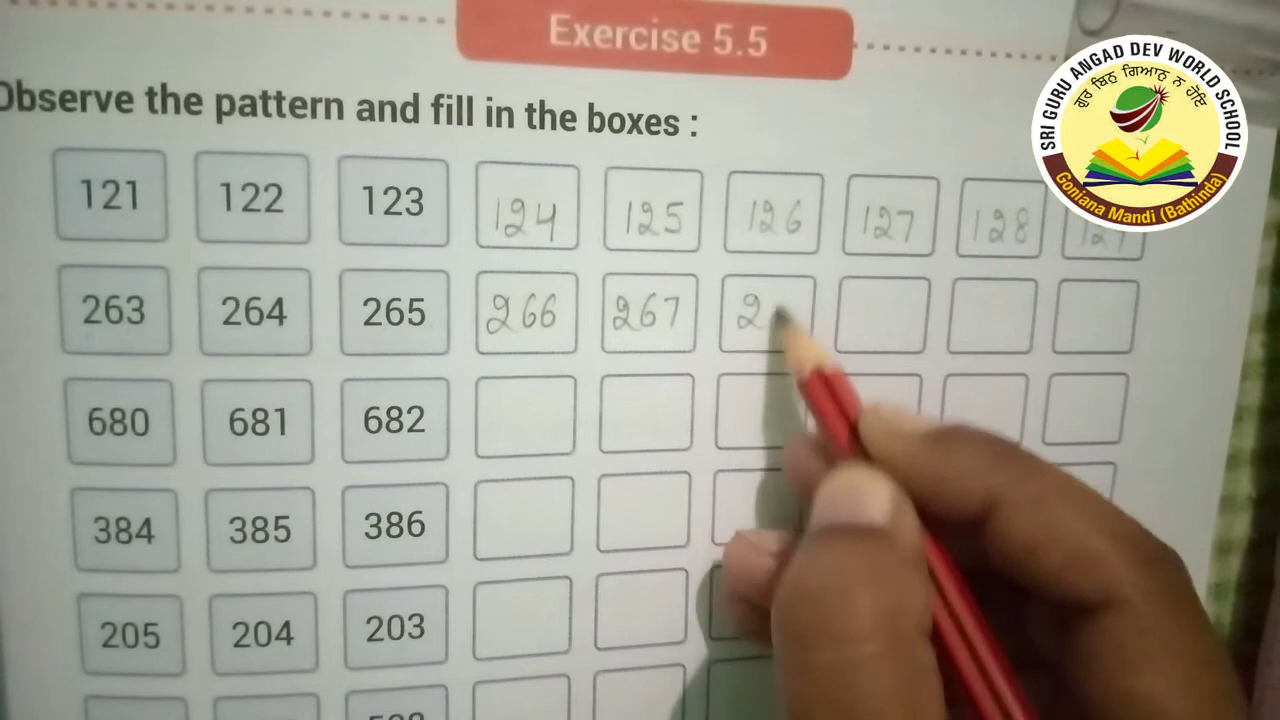 Exercise 5.5
Observe the pattern and fill in the boxes :
121 122 123 124 125 126 127 128
263 264 265 266 267 2
680 681 682
384 385 386
205 204 203
SRI GURU ANGAD DEV WORLD SCHOOL
ਗੁਰ ਬਿਨੁ ਗਿਆਨੁ ਨ ਹੋਇ
Goniana Mandi (Bathinda)